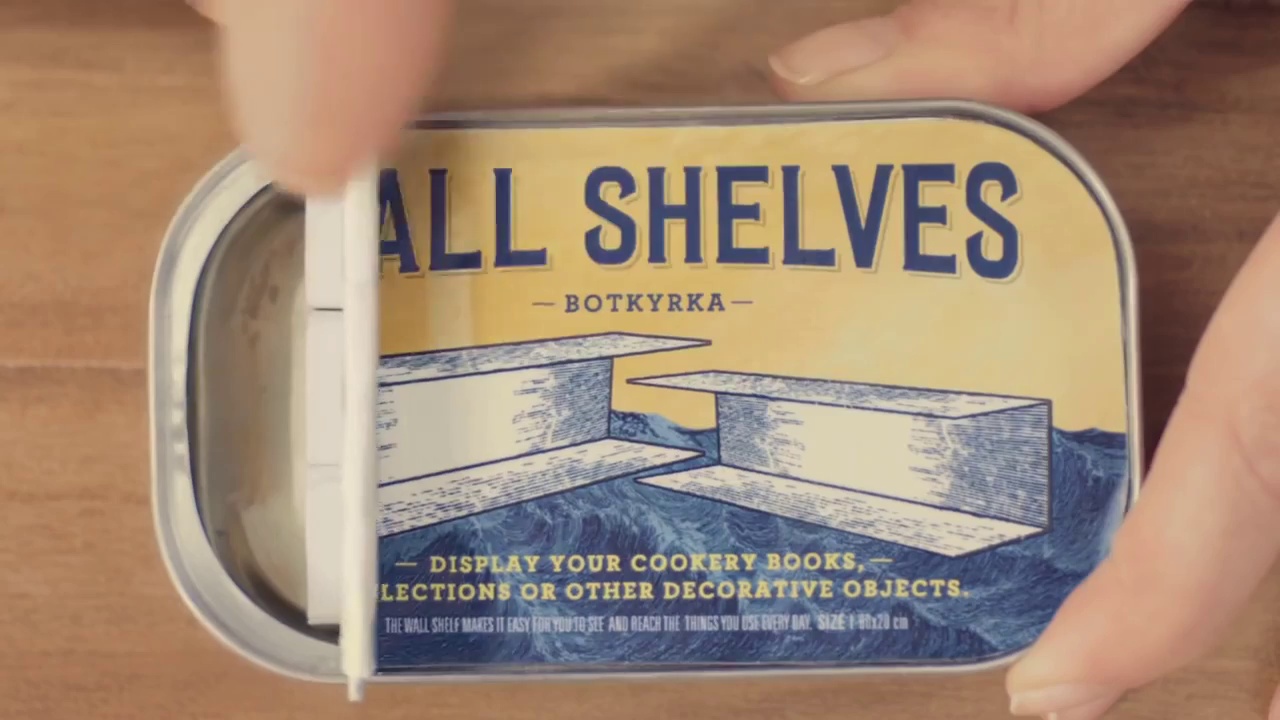 ALL SHELVES
— BOTKYRKA —
— DISPLAY YOUR COOKERY BOOKS, —
LECTIONS OR OTHER DECORATIVE OBJECTS.
THE WALL SHELF MAKES IT EASY FOR YOU TO SEE AND REACH THE THINGS YOU USE EVERY DAY. SIZE